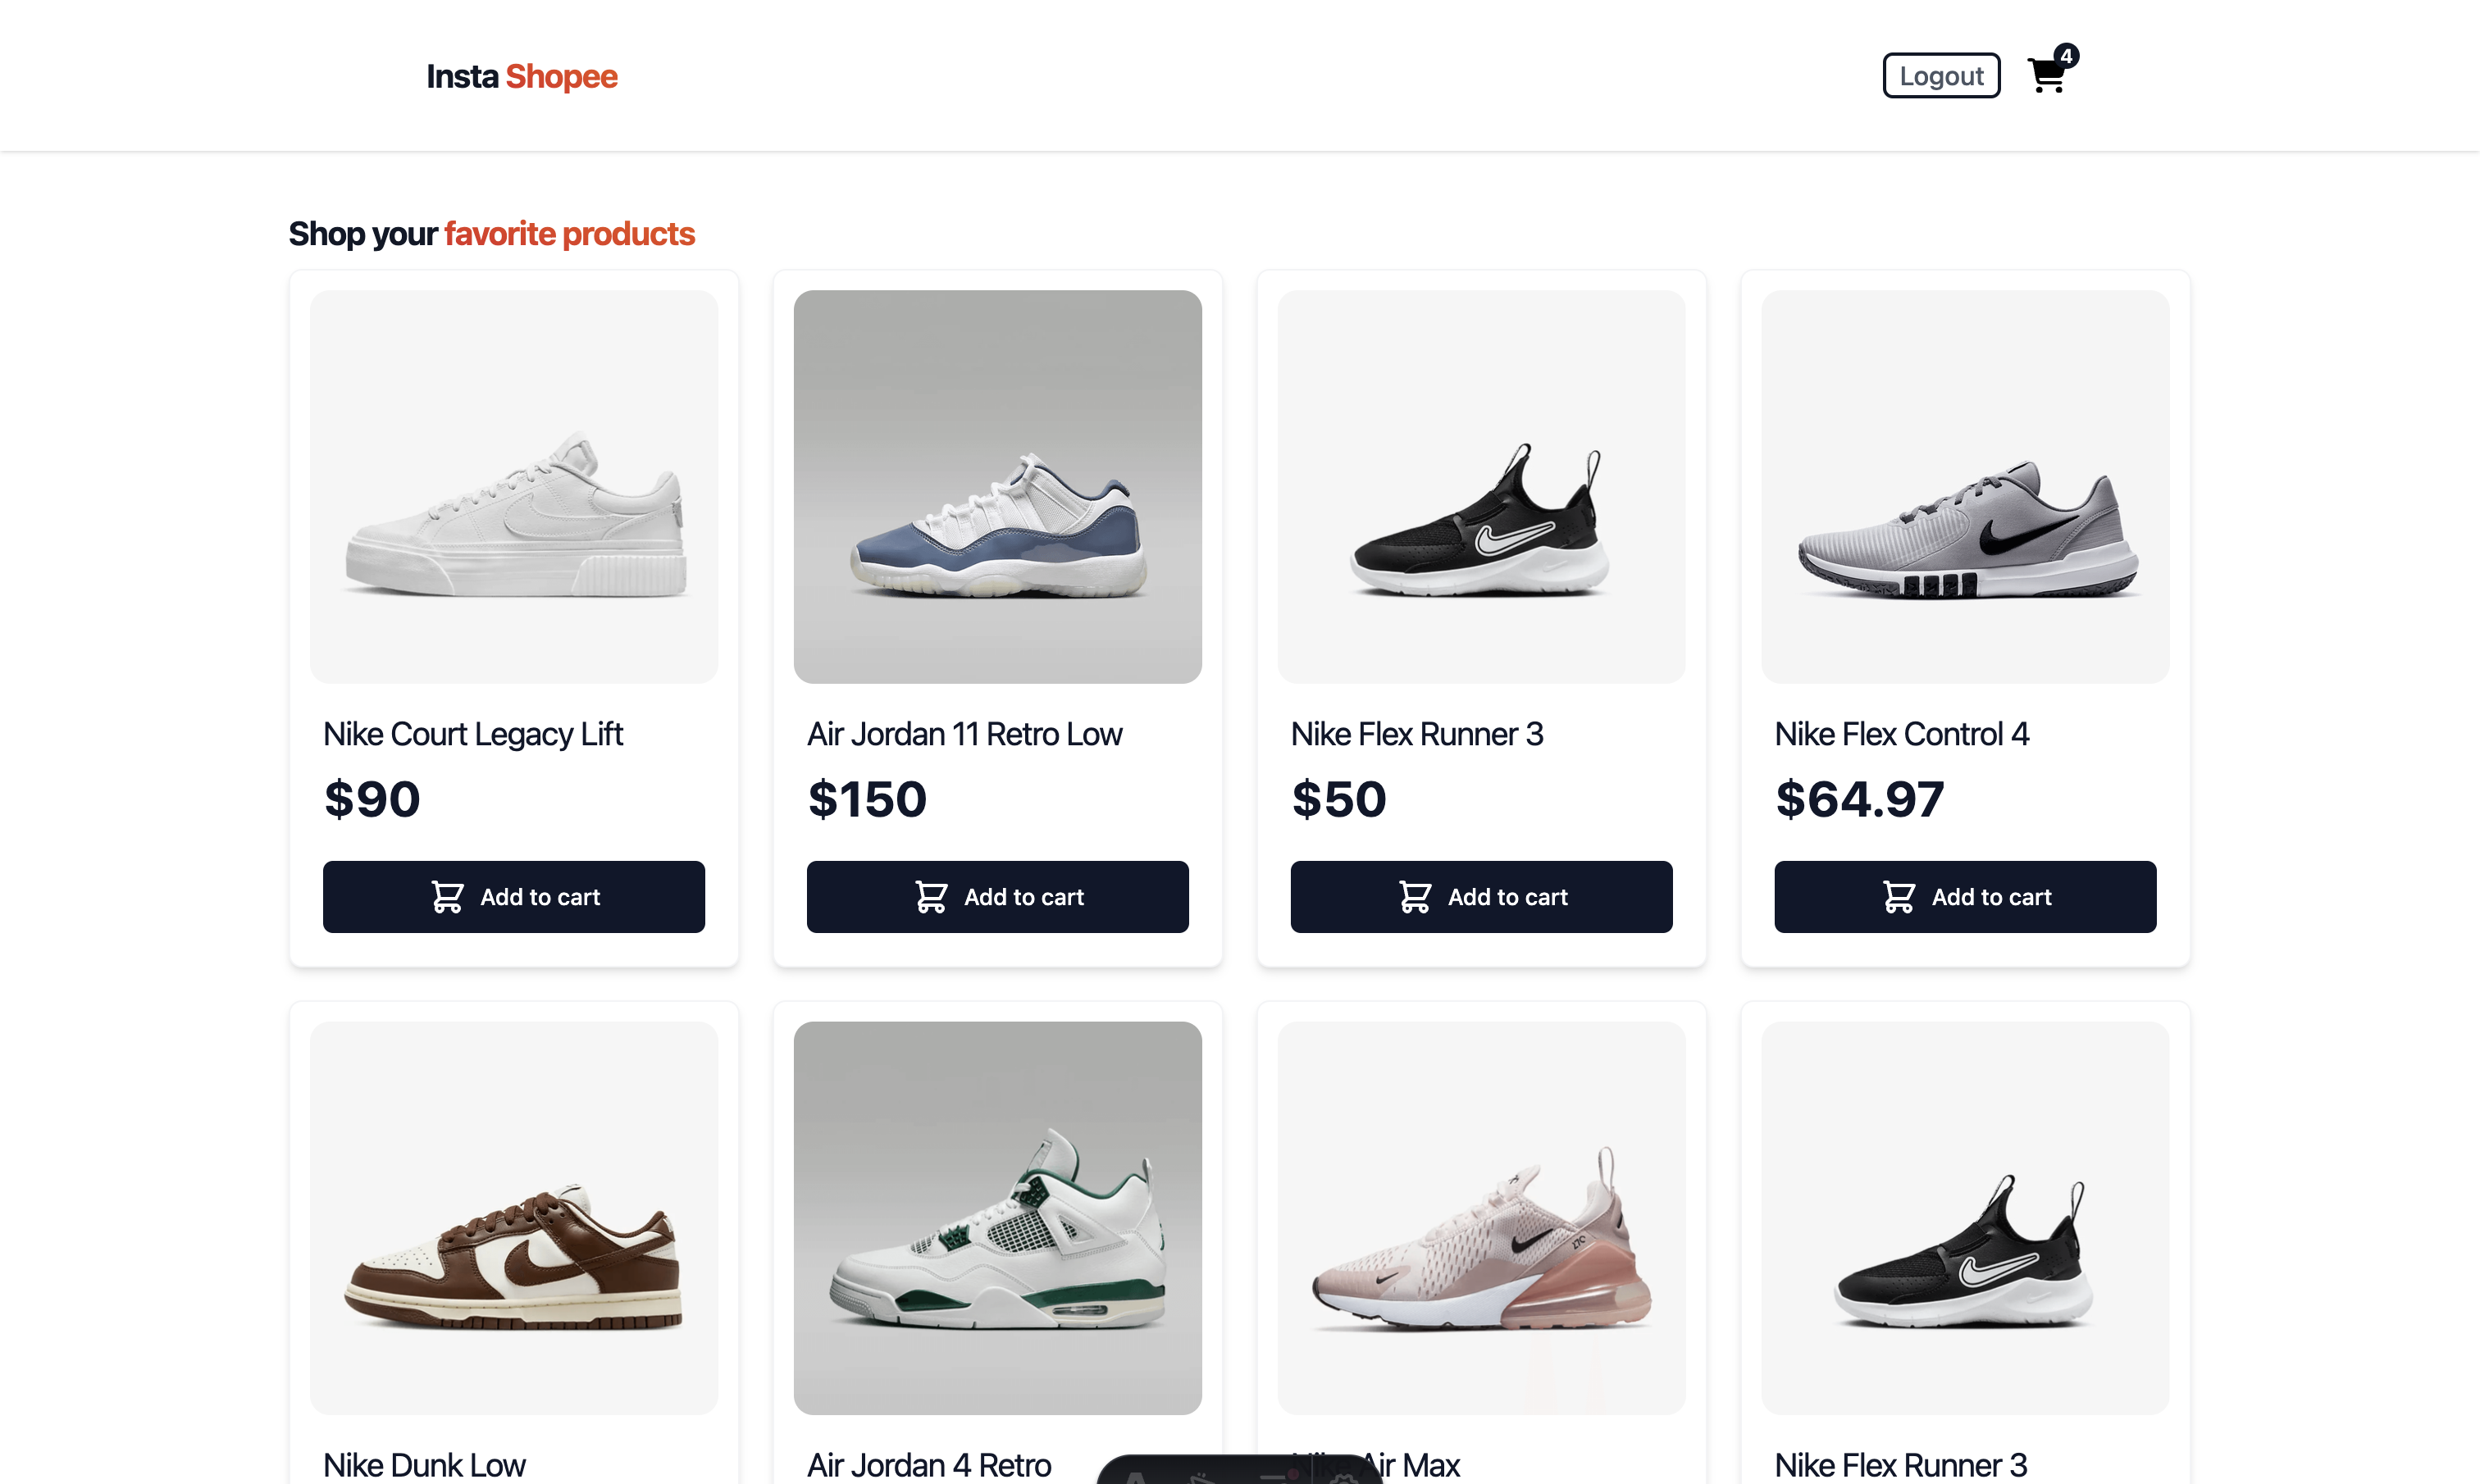 Insta Shopee
Logout
4
Shop your favorite products
Nike Court Legacy Lift
$90
Add to cart
Air Jordan 11 Retro Low
$150
Add to cart
Nike Flex Runner 3
$50
Add to cart
Nike Flex Control 4
$64.97
Add to cart
Nike Dunk Low
Air Jordan 4 Retro
Nike Air Max
Nike Flex Runner 3